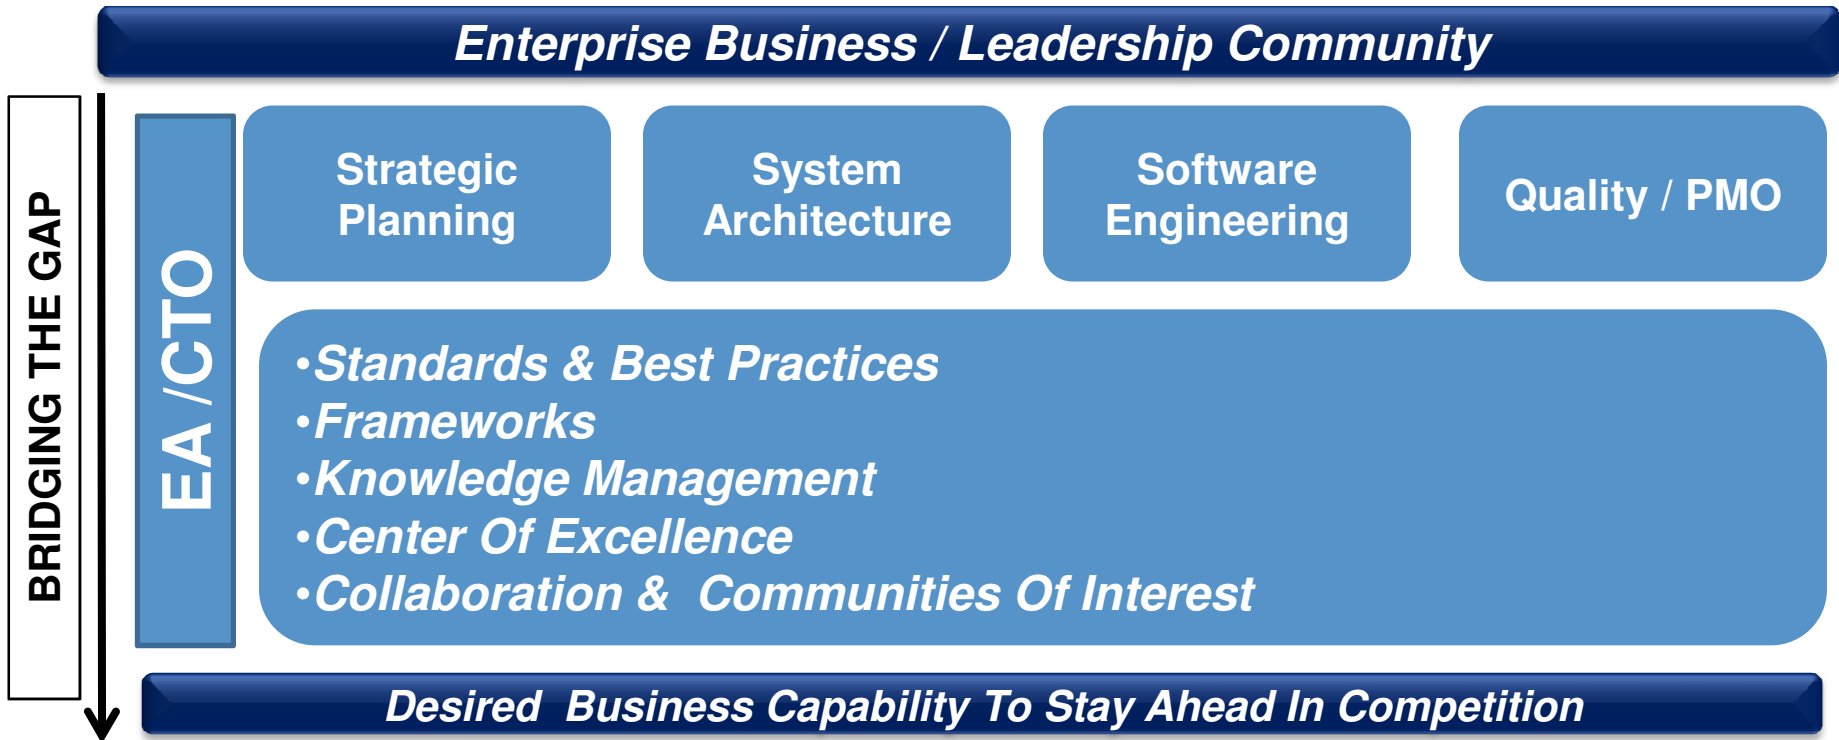 Enterprise Business / Leadership Community
BRIDGING THE GAP
EA /CTO
Strategic
Planning
System
Architecture
Software
Engineering
Quality / PMO
•Standards & Best Practices
•Frameworks
•Knowledge Management
•Center Of Excellence
•Collaboration &  Communities Of Interest
Desired  Business Capability To Stay Ahead In Competition